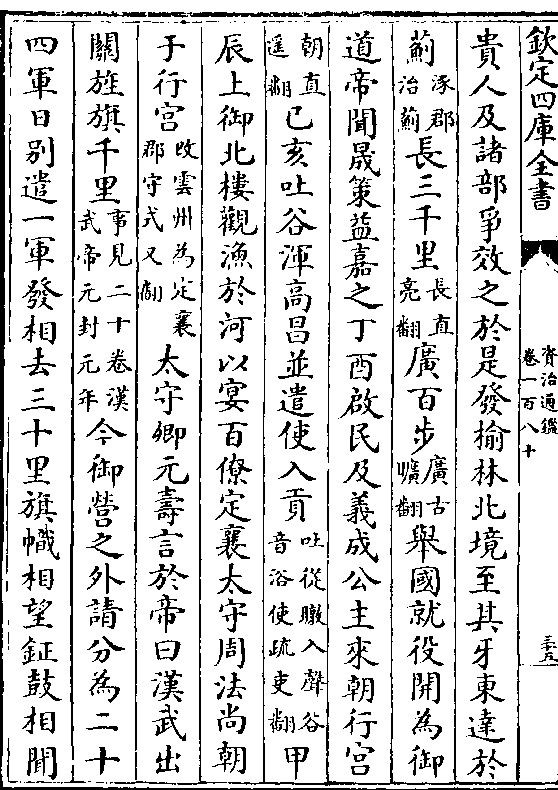 欽定四庫全書
資治通鑑
卷一百八十
三十五
貴人及諸部爭效之於是發榆林北境至其牙東達於
薊涿郡治薊長三千里長直亮翻廣百步廣古曠翻舉國就役開為御
道帝聞晟策益嘉之丁酉啟民及義成公主來朝行宮
朝直遥翻己亥吐谷渾高昌並遣使入貢吐從暾入聲谷音浴使疏吏翻甲
辰上御北樓觀漁於河以宴百僚定襄太守周法尚朝
于行宮改雲州為定襄郡守式又翻太守卿元壽言於帝曰漢武出
關旌旗千里事見二十卷漢武帝元封元年今御營之外請分為二十
四軍日别遣一軍發相去三十里旗幟相望鉦鼓相聞